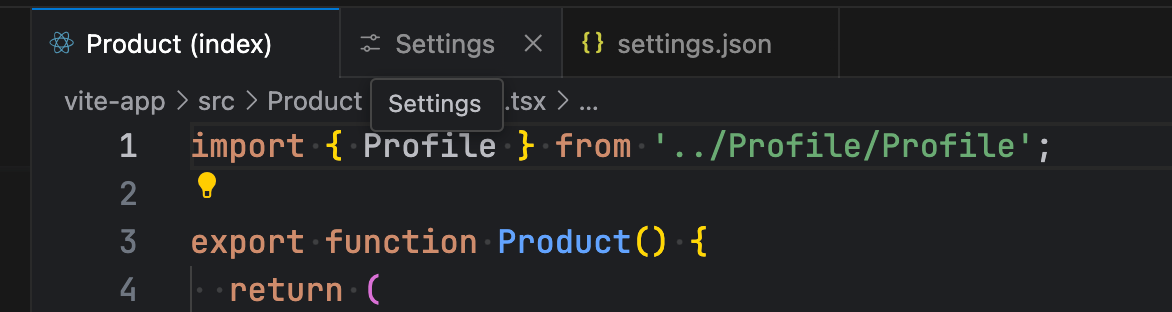 Product (index) Settings × {} settings.json
vite-app > src > Product Settings .tsx > ...
1 import { Profile } from '../Profile/Profile';
2
3 export function Product() {
4 return (